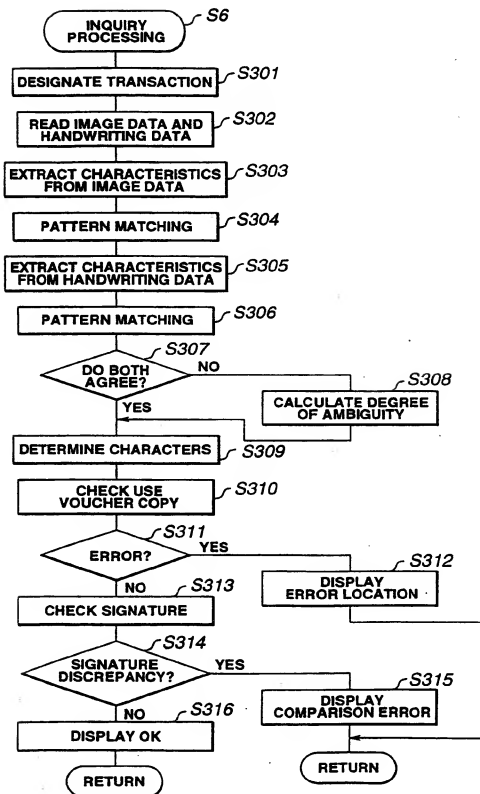 INQUIRY
PROCESSING
S6
DESIGNATE TRANSACTION
S301
READ IMAGE DATA AND
HANDWRITING DATA
S302
EXTRACT CHARACTERISTICS
FROM IMAGE DATA
S303
PATTERN MATCHING
S304
EXTRACT CHARACTERISTICS
FROM HANDWRITING DATA
S305
PATTERN MATCHING
S306
S307
DO BOTH
AGREE?
NO
YES
S308
CALCULATE DEGREE
OF AMBIGUITY
DETERMINE CHARACTERS
S309
CHECK USE
VOUCHER COPY
S310
S311
ERROR?
YES
NO
S312
DISPLAY
ERROR LOCATION
S313
CHECK SIGNATURE
S314
SIGNATURE
DISCREPANCY?
YES
NO
S315
DISPLAY
COMPARISON ERROR
S316
DISPLAY OK
RETURN
RETURN